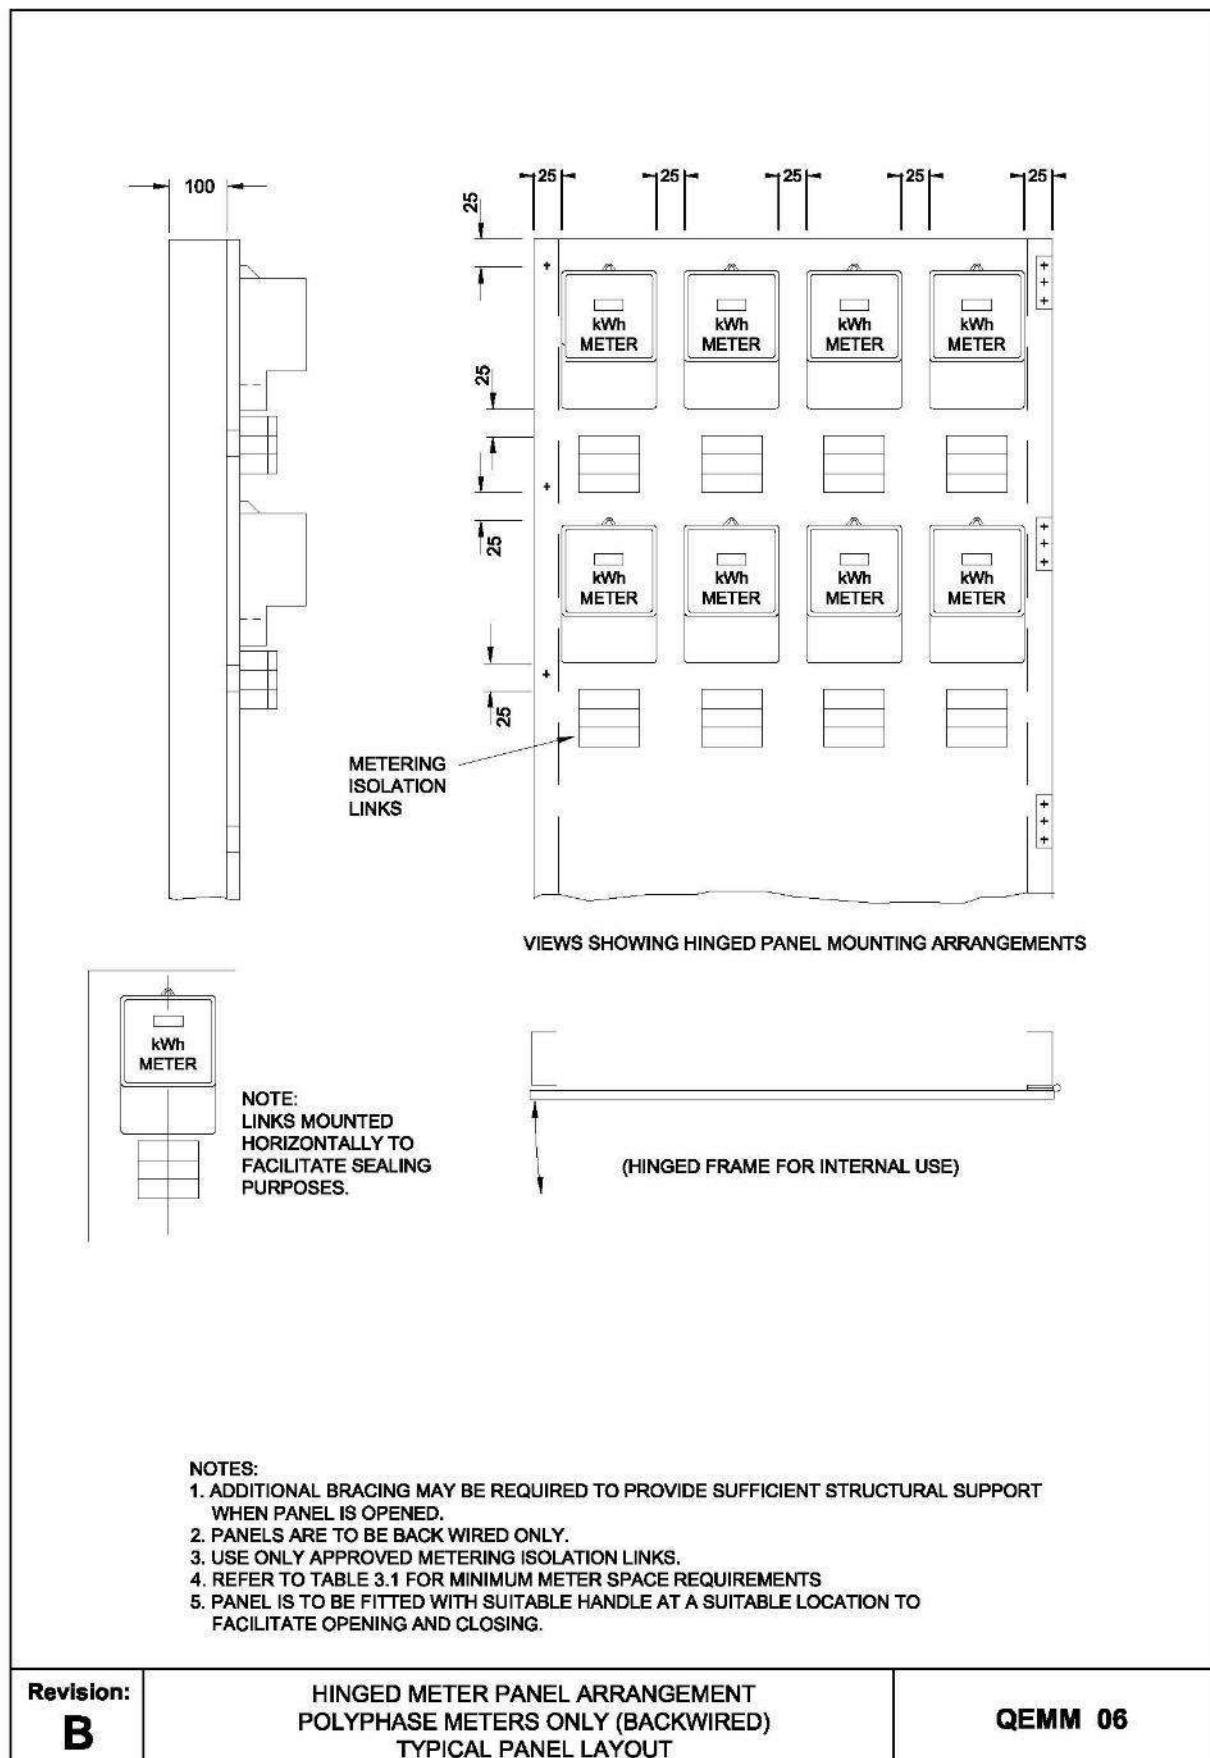 100
25
25
25
25
25
25
kWh
METER
kWh
METER
kWh
METER
kWh
METER
25
25
kWh
METER
kWh
METER
kWh
METER
kWh
METER
25
METERING
ISOLATION
LINKS
VIEWS SHOWING HINGED PANEL MOUNTING ARRANGEMENTS
kWh
METER
NOTE:
LINKS MOUNTED
HORIZONTALLY TO
FACILITATE SEALING
PURPOSES.
(HINGED FRAME FOR INTERNAL USE)
NOTES:
1. ADDITIONAL BRACING MAY BE REQUIRED TO PROVIDE SUFFICIENT STRUCTURAL SUPPORT
WHEN PANEL IS OPENED.
2. PANELS ARE TO BE BACK WIRED ONLY.
3. USE ONLY APPROVED METERING ISOLATION LINKS.
4. REFER TO TABLE 3.1 FOR MINIMUM METER SPACE REQUIREMENTS
5. PANEL IS TO BE FITTED WITH SUITABLE HANDLE AT A SUITABLE LOCATION TO
FACILITATE OPENING AND CLOSING.
Revision:
B
HINGED METER PANEL ARRANGEMENT
POLYPHASE METERS ONLY (BACKWIRED)
TYPICAL PANEL LAYOUT
QEMM 06